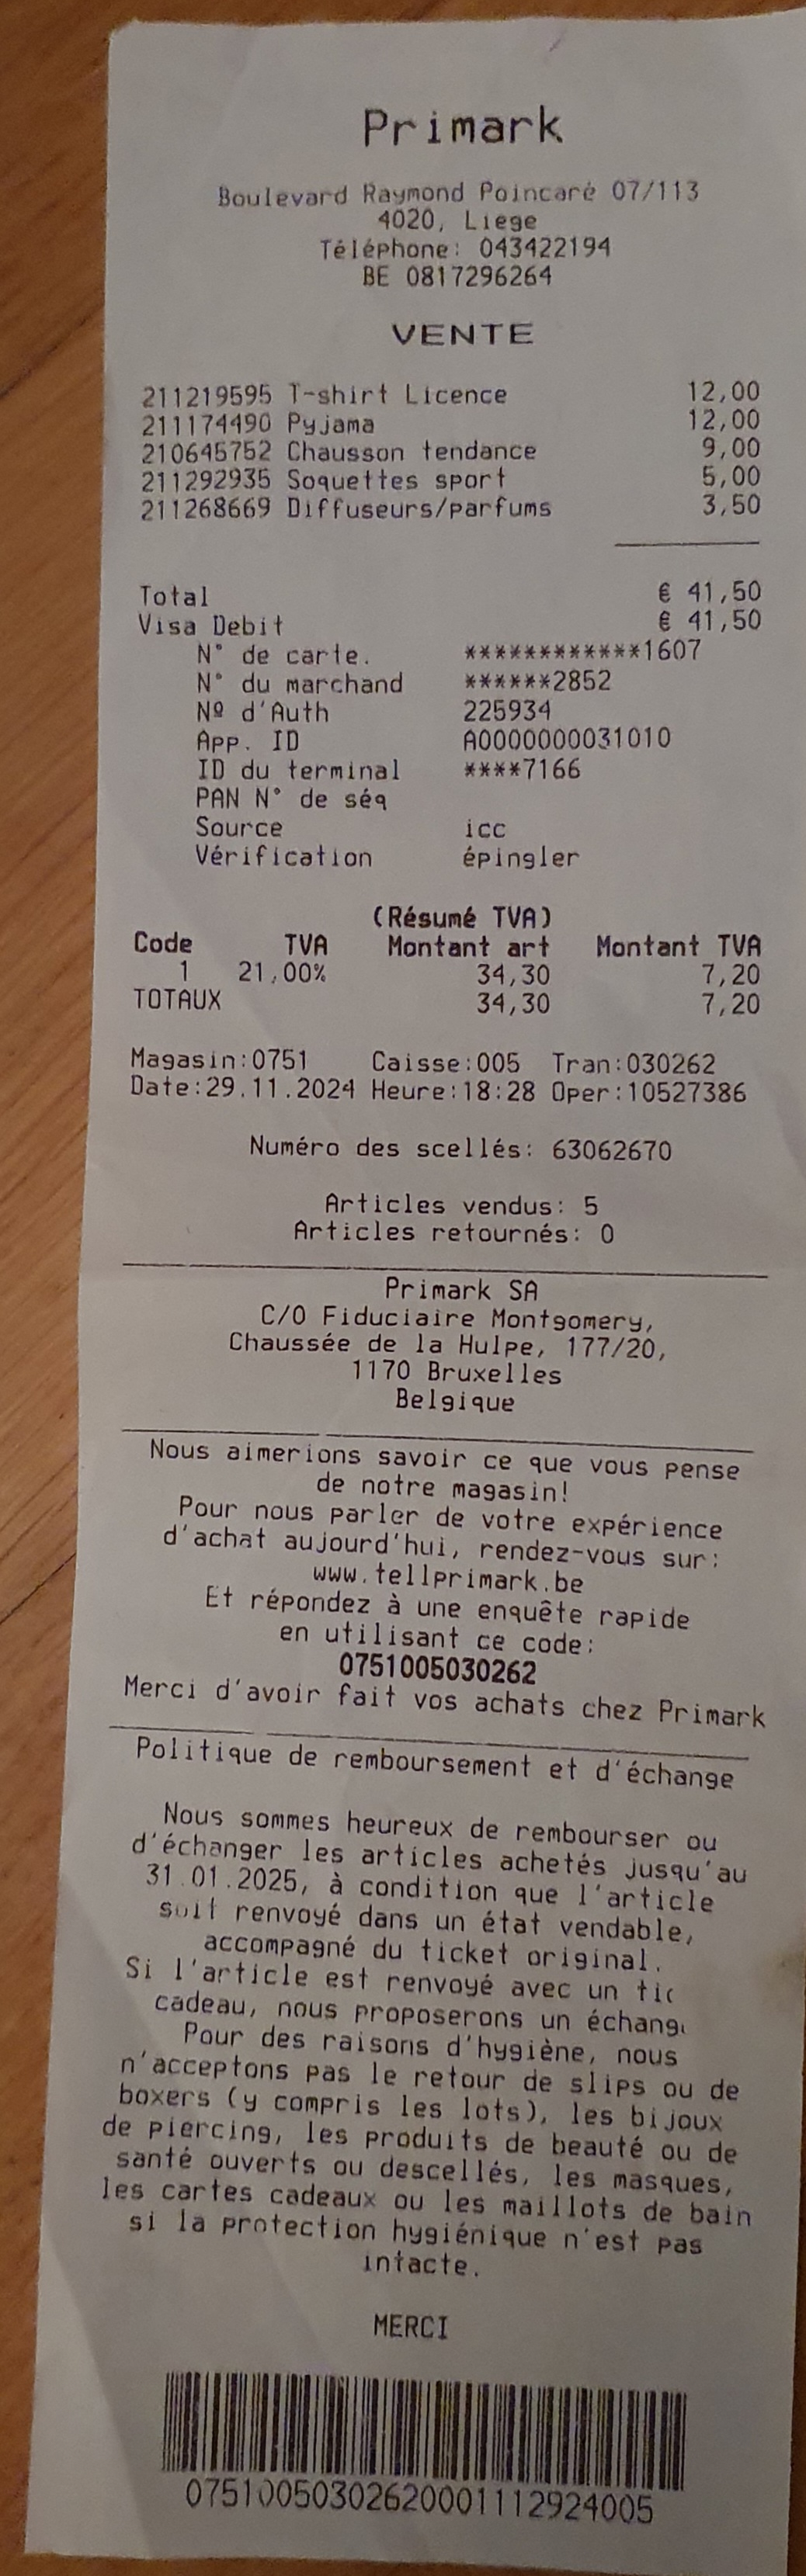 Primark
Boulevard Raymond Poincaré 07/113
4020, Liege
Téléphone: 043422194
BE 0817296264
VENTE
211219595 T-shirt Licence 12,00
211174490 Pyjama 12,00
210645752 Chausson tendance 9,00
211292935 Soquettes sport 5,00
211268669 Diffuseurs/parfums 3,50
Total € 41,50
Visa Debit € 41,50
N° de carte. ************1607
N° du marchand ******2852
Nº d'Auth 225934
App. ID A0000000031010
ID du terminal ****7166
PAN N° de séq
Source icc
Vérification épingler
(Résumé TVA)
Code TVA Montant art Montant TVA
1 21,00% 34,30 7,20
TOTAUX 34,30 7,20
Magasin:0751 Caisse:005 Tran:030262
Date:29.11.2024 Heure:18:28 Oper:10527386
Numéro des scellés: 63062670
Articles vendus: 5
Articles retournés: 0
Primark SA
C/O Fiduciaire Montgomery,
Chaussée de la Hulpe, 177/20,
1170 Bruxelles
Belgique
Nous aimerions savoir ce que vous pense
de notre magasin!
Pour nous parler de votre expérience
d'achat aujourd'hui, rendez-vous sur:
www.tellprimark.be
Et répondez à une enquête rapide
en utilisant ce code:
0751005030262
Merci d'avoir fait vos achats chez Primark
Politique de remboursement et d'échange
Nous sommes heureux de rembourser ou
d'échanger les articles achetés jusqu'au
31.01.2025, à condition que l'article
soit renvoyé dans un état vendable,
accompagné du ticket original.
Si l'article est renvoyé avec un tic
cadeau, nous proposerons un échang
Pour des raisons d'hygiène, nous
n'acceptons pas le retour de slips ou de
boxers (y compris les lots), les bijoux
de piercing, les produits de beauté ou de
santé ouverts ou descellés, les masques,
les cartes cadeaux ou les maillots de bain
si la protection hygiénique n'est pas
intacte.
MERCI
07510050302620001112924005